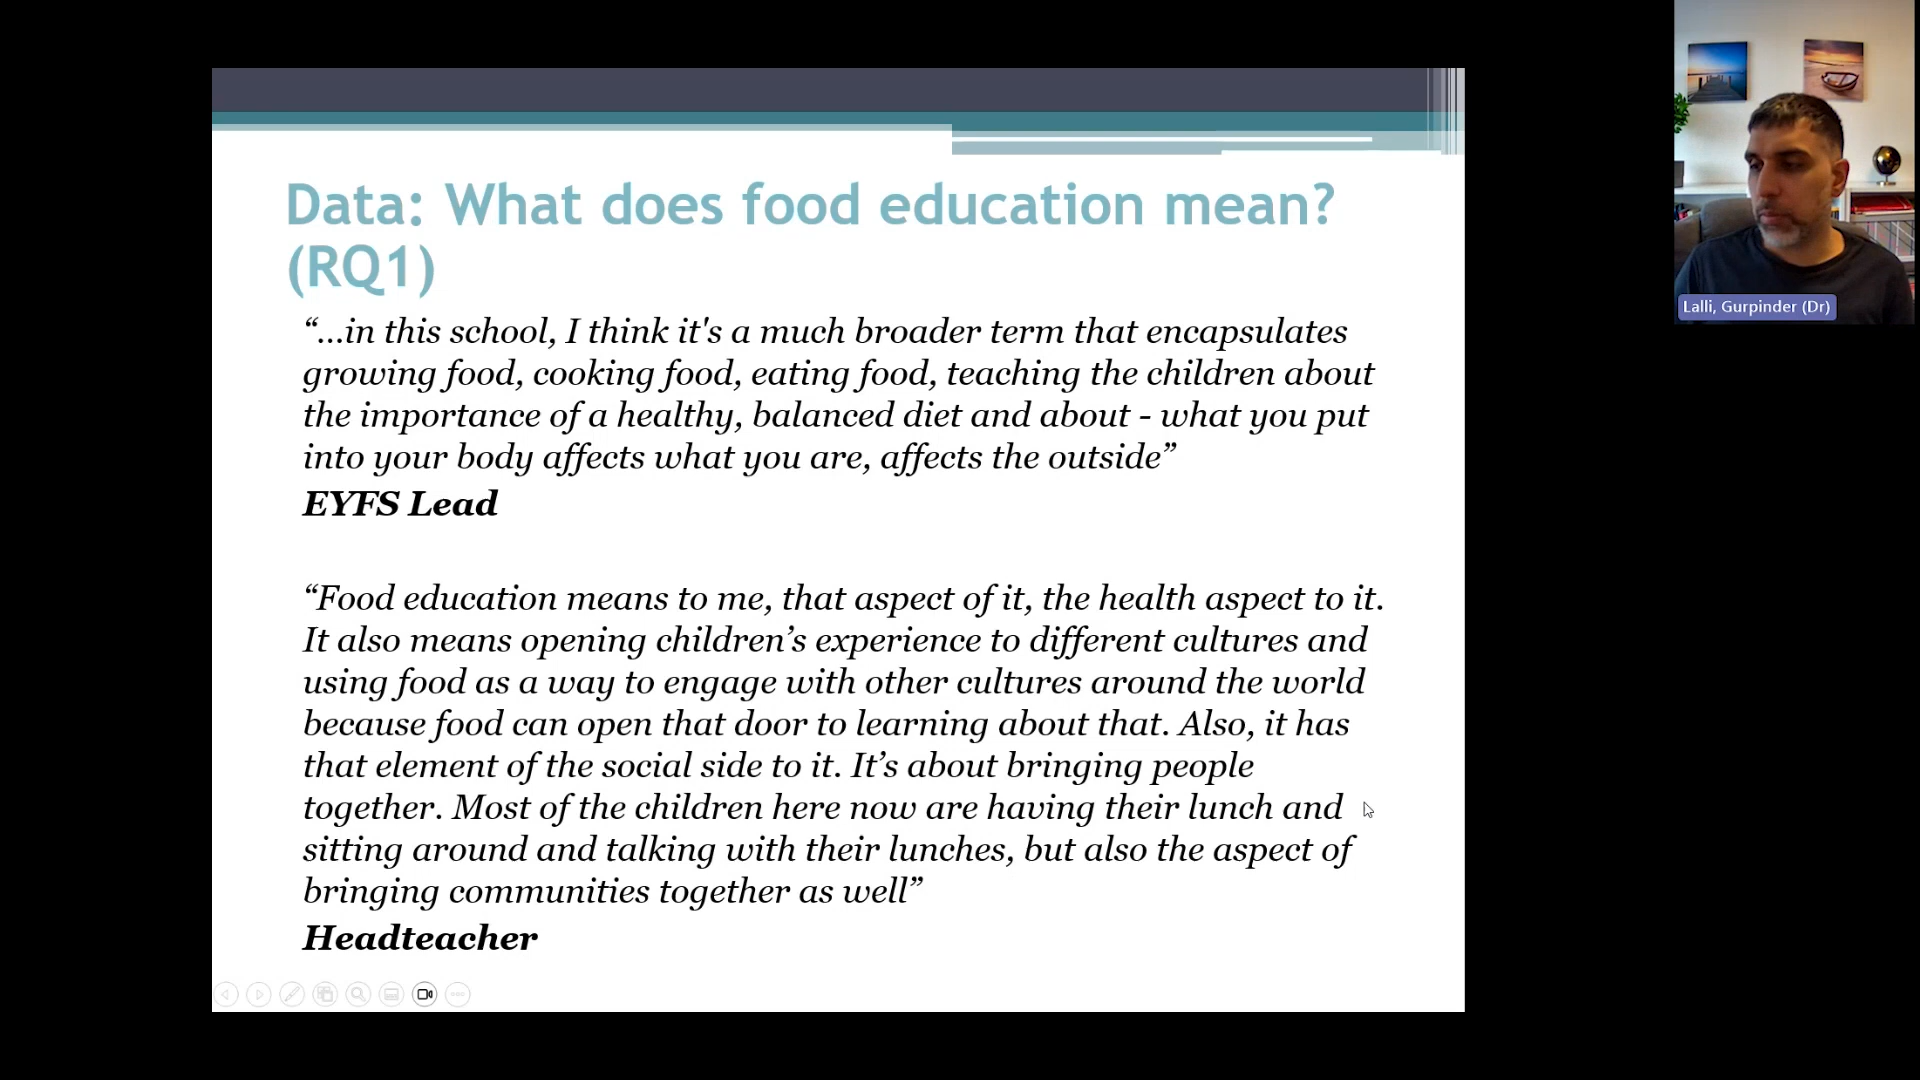 Data: What does food education mean?
(RQ1)
“…in this school, I think it's a much broader term that encapsulates
growing food, cooking food, eating food, teaching the children about
the importance of a healthy, balanced diet and about - what you put
into your body affects what you are, affects the outside”
EYFS Lead
“Food education means to me, that aspect of it, the health aspect to it.
It also means opening children’s experience to different cultures and
using food as a way to engage with other cultures around the world
because food can open that door to learning about that. Also, it has
that element of the social side to it. It’s about bringing people
together. Most of the children here now are having their lunch and
sitting around and talking with their lunches, but also the aspect of
bringing communities together as well”
Headteacher
Lalli, Gurpinder (Dr)